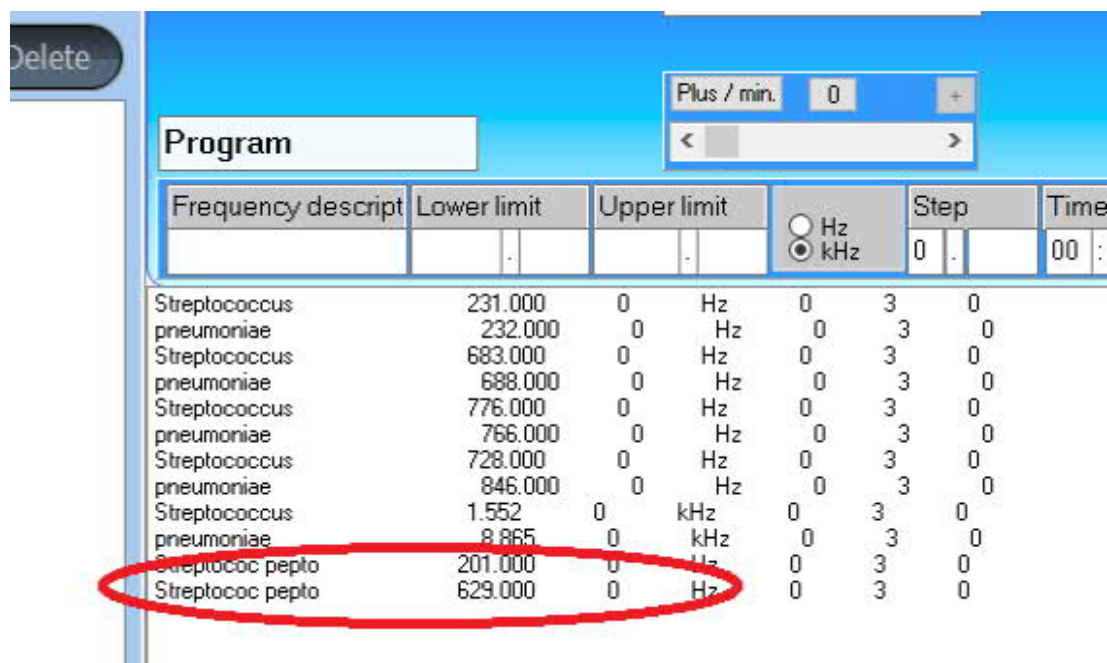 Delete
Plus / min. 0 +
< >
Program
Frequency descript Lower limit Upper limit Hz kHz Step Time
. . 0 . 00 :
Streptococcus 231.000 0 Hz 0 3 0
pneumoniae 232.000 0 Hz 0 3 0
Streptococcus 683.000 0 Hz 0 3 0
pneumoniae 688.000 0 Hz 0 3 0
Streptococcus 776.000 0 Hz 0 3 0
pneumoniae 766.000 0 Hz 0 3 0
Streptococcus 728.000 0 Hz 0 3 0
pneumoniae 846.000 0 Hz 0 3 0
Streptococcus 1.552 0 kHz 0 3 0
pneumoniae 8.865 0 kHz 0 3 0
Streptococ pepto 201.000 0 Hz 0 3 0
Streptococ pepto 629.000 0 Hz 0 3 0